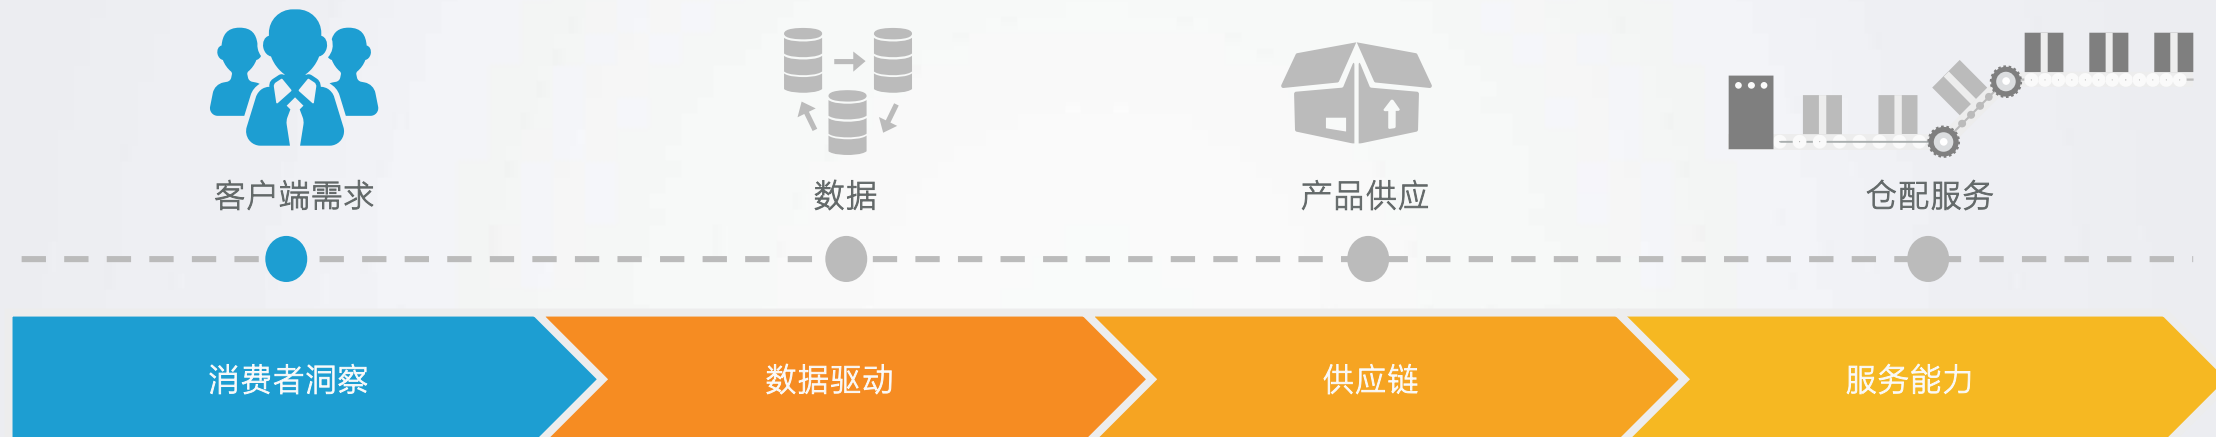 客户端需求
数据
产品供应
仓配服务
消费者洞察
数据驱动
供应链
服务能力